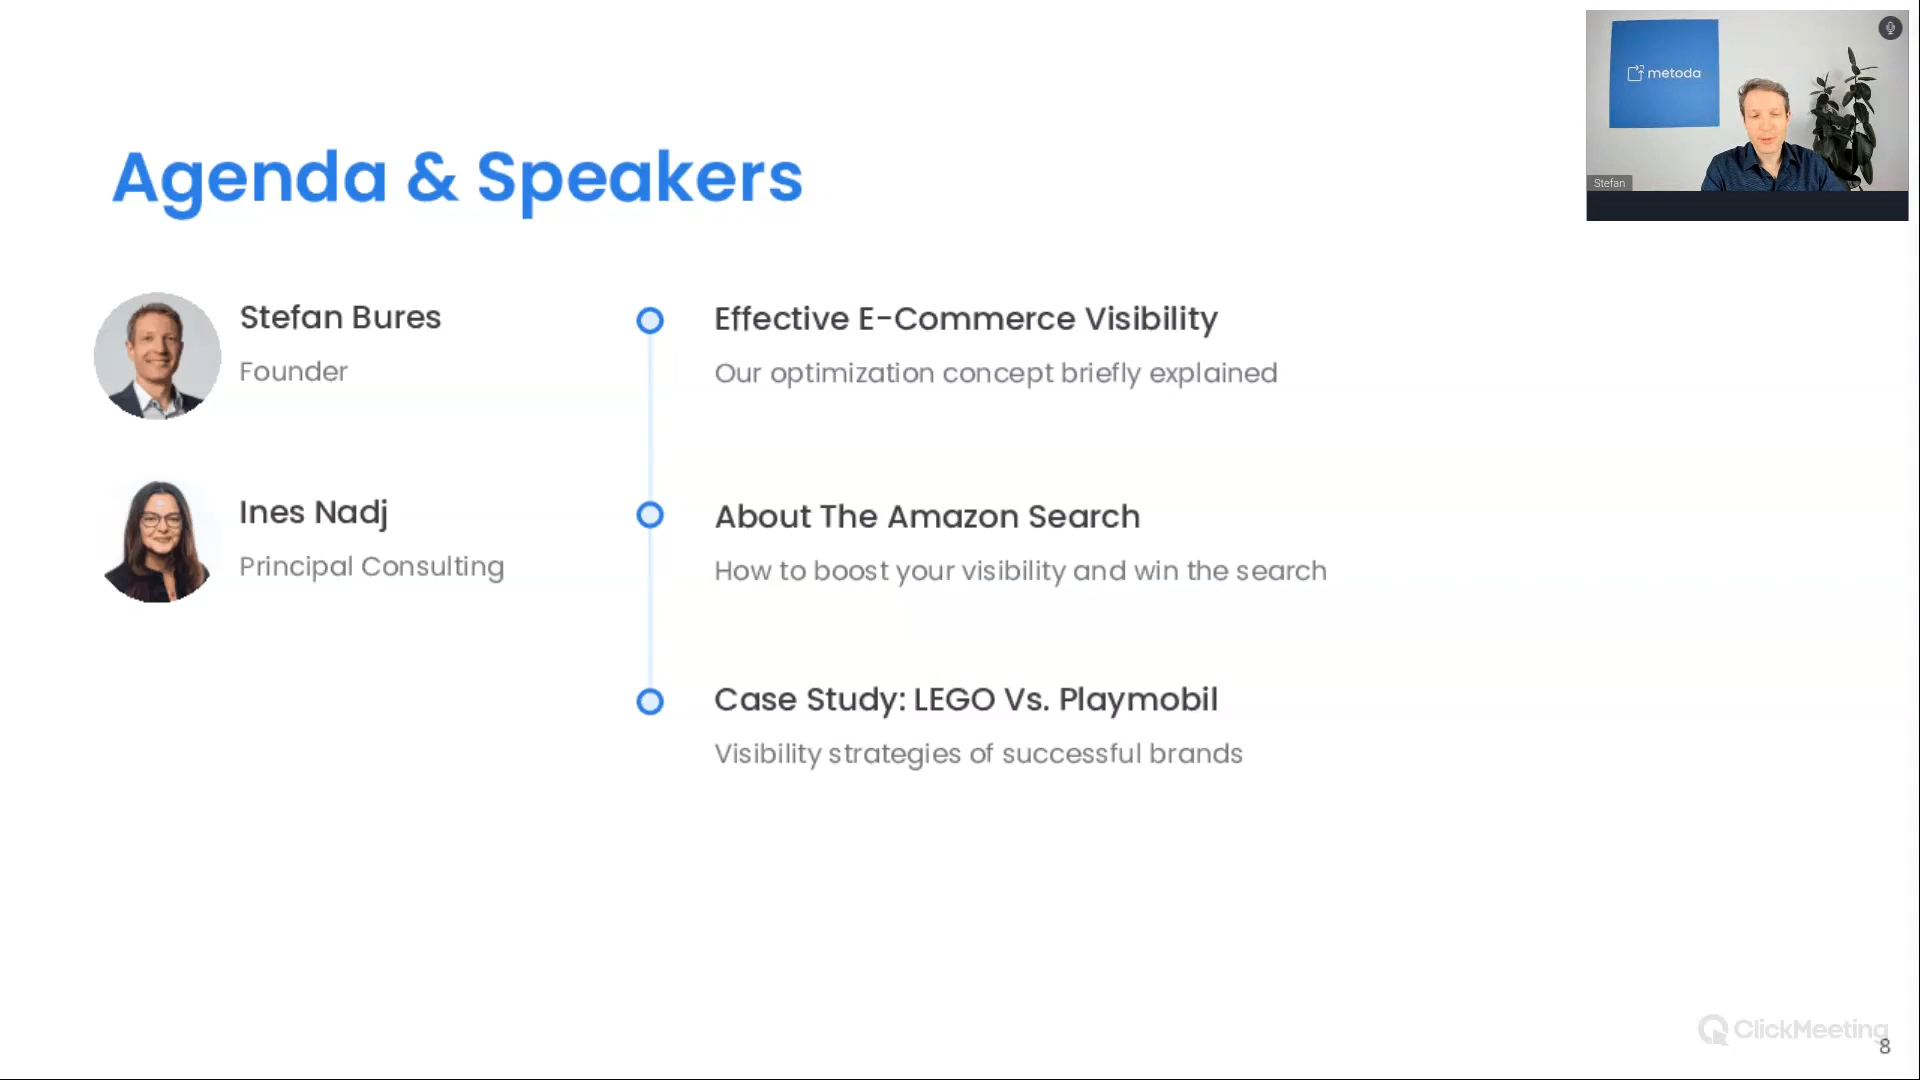 metoda
Stefan
Agenda & Speakers
Stefan Bures
Founder
Ines Nadj
Principal Consulting
Effective E-Commerce Visibility
Our optimization concept briefly explained
About The Amazon Search
How to boost your visibility and win the search
Case Study: LEGO Vs. Playmobil
Visibility strategies of successful brands
ClickMeeting
8